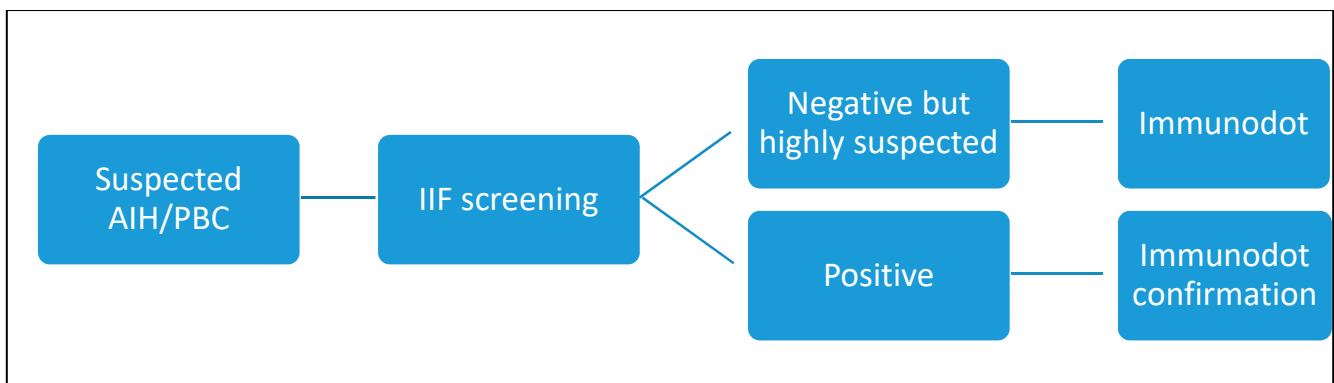 Suspected
AIH/PBC
IIF screening
Negative but
highly suspected
Immunodot
Positive
Immunodot
confirmation